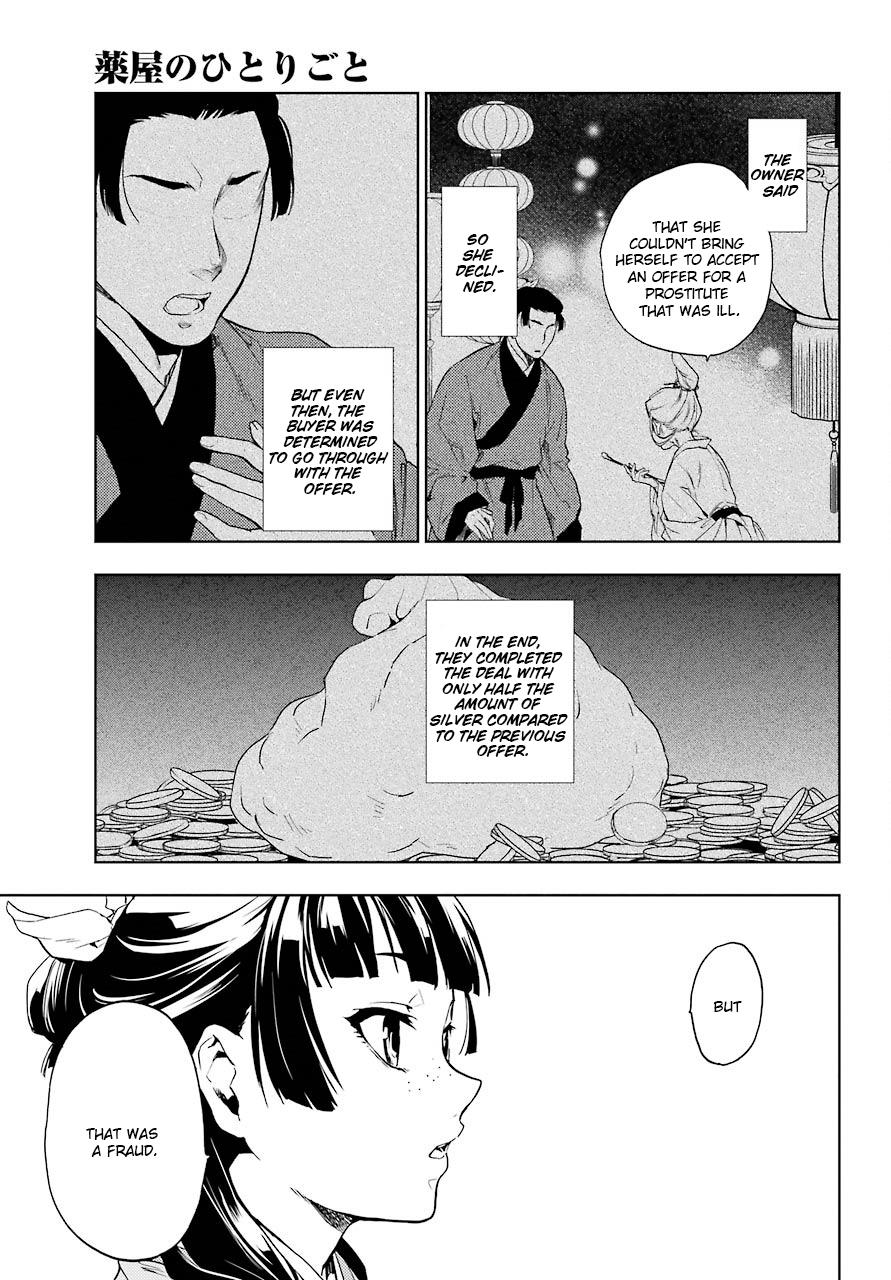 薬屋のひとりごと
THE
OWNER
SAID
THAT SHE
COULDN'T BRING
HERSELF TO ACCEPT
AN OFFER FOR A
PROSTITUTE
THAT WAS ILL.
SO
SHE
DECLI-
NED.
BUT EVEN
THEN, THE
BUYER WAS
DETERMINED
TO GO THROUGH
WITH THE
OFFER.
IN THE END,
THEY COMPLETED
THE DEAL WITH
ONLY HALF THE
AMOUNT OF
SILVER COMPARED
TO THE PREVIOUS
OFFER.
BUT
THAT WAS
A FRAUD.